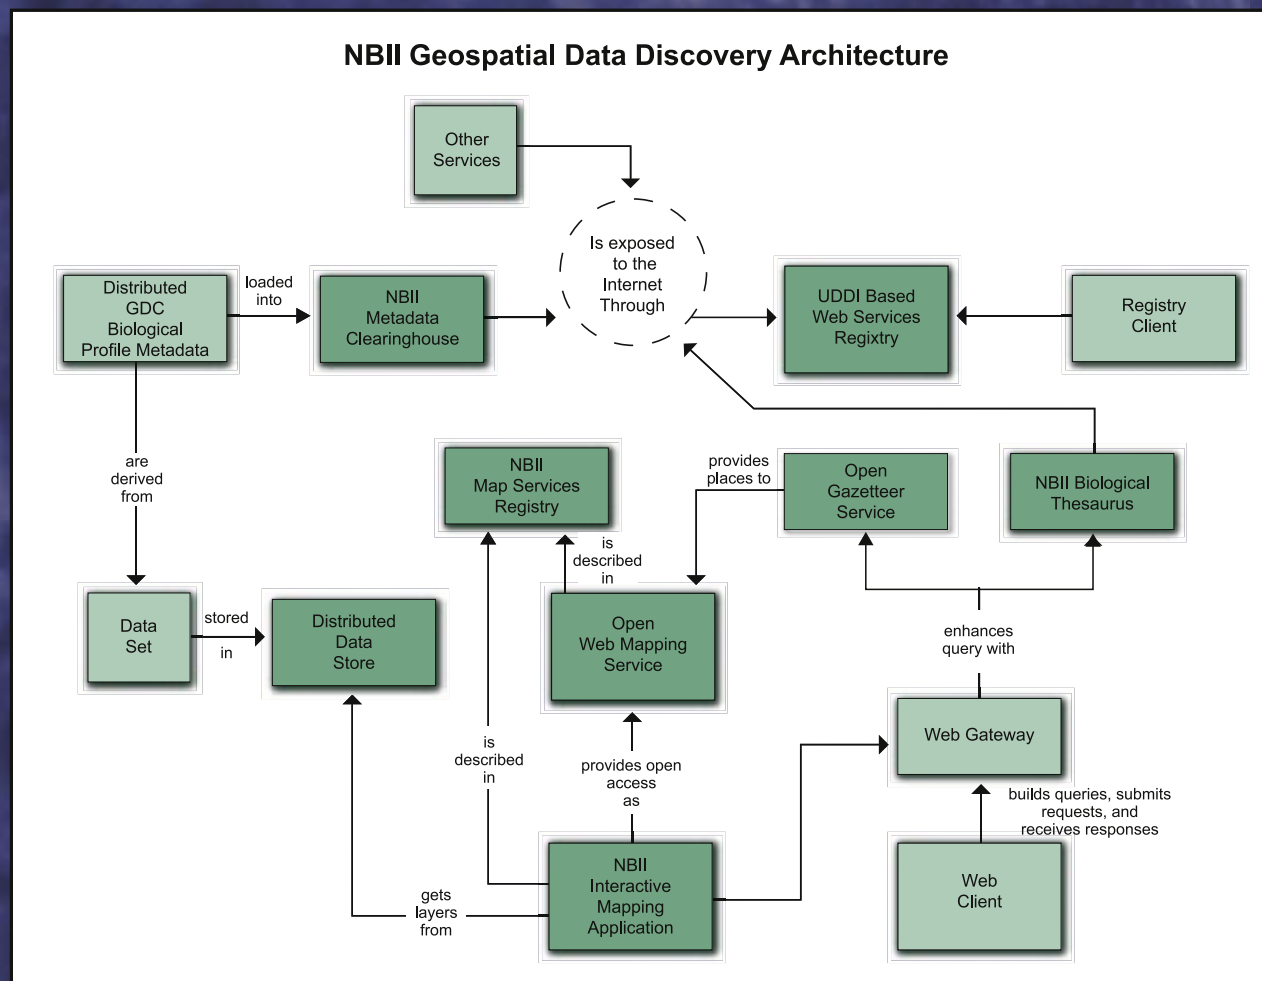 NBII Geospatial Data Discovery Architecture
Other
Services
Is exposed
to the
Internet
Through
Distributed
GDC
Biological
Profile Metadata
loaded
into
NBII
Metadata
Clearinghouse
UDDI Based
Web Services
Regixtry
Registry
Client
are
derived
from
NBII
Map Services
Registry
provides
places to
Open
Gazetteer
Service
NBII Biological
Thesaurus
is
described
in
Data
Set
stored
in
Distributed
Data
Store
Open
Web Mapping
Service
enhances
query with
is
described
in
provides open
access
as
Web Gateway
builds queries, submits
requests, and
receives responses
gets
layers
from
NBII
Interactive
Mapping
Application
Web
Client